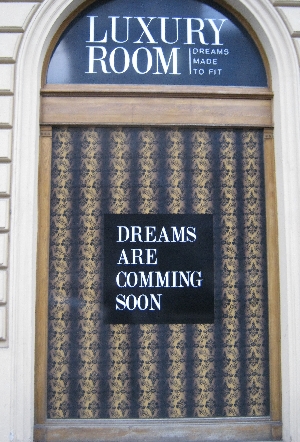 LUXURY
ROOM
DREAMS
MADE
TO FIT
DREAMS
ARE
COMMING
SOON